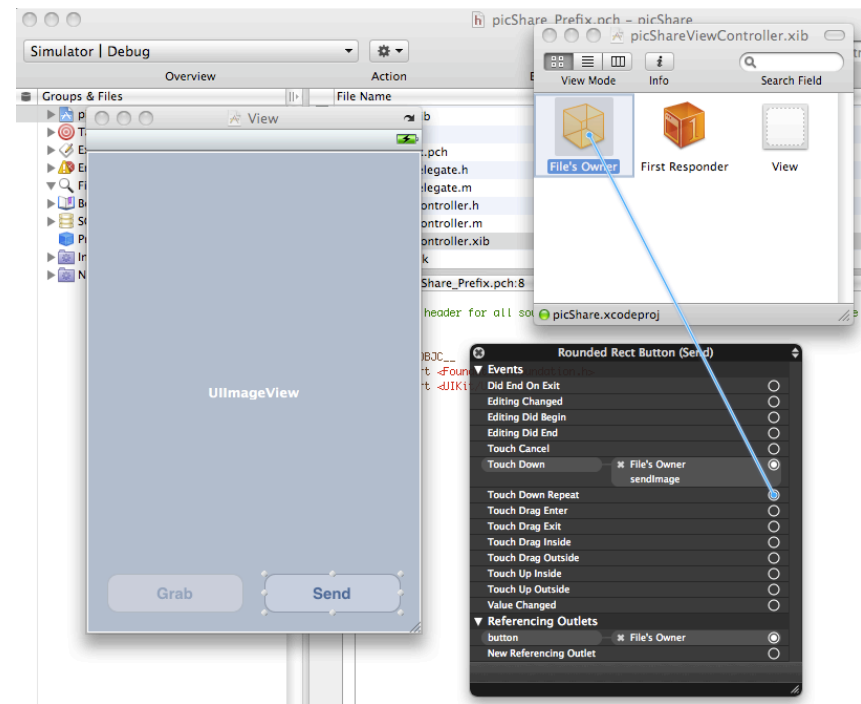 picShare_Prefix.pch – picShare
Simulator | Debug
Overview
Action
Groups & Files
File Name
View
UIImageView
Grab
Send
.pch
elegate.h
elegate.m
ontroller.h
ontroller.m
ontroller.xib
Share_Prefix.pch:8
header for all sou
OBJC__
picShareViewController.xib
View Mode
Info
Search Field
File's Owner
First Responder
View
picShare.xcodeproj
Rounded Rect Button (Send)
Events
Did End On Exit
Editing Changed
Editing Did Begin
Editing Did End
Touch Cancel
Touch Down
File's Owner
sendImage
Touch Down Repeat
Touch Drag Enter
Touch Drag Exit
Touch Drag Inside
Touch Drag Outside
Touch Up Inside
Touch Up Outside
Value Changed
Referencing Outlets
button
File's Owner
New Referencing Outlet